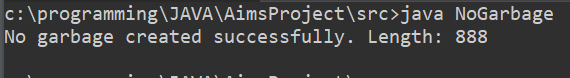 c:\programming\JAVA\AimsProject\src>java NoGarbage
No garbage created successfully. Length: 888